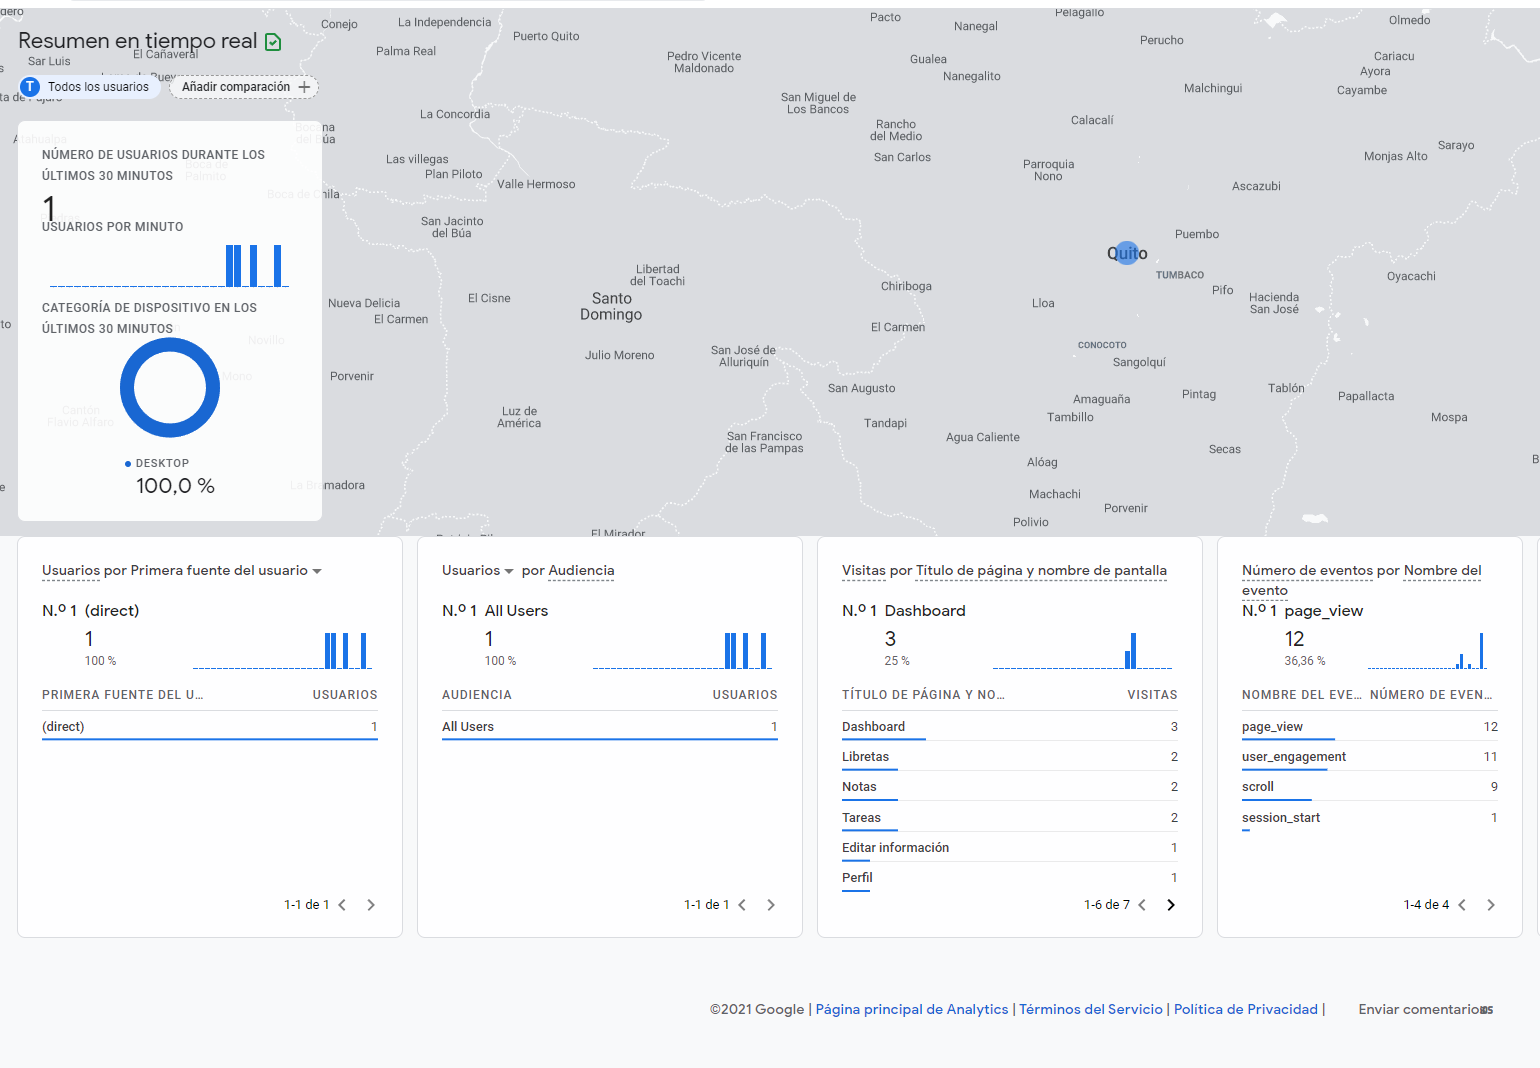 Resumen en tiempo real
T Todos los usuarios
Añadir comparación
NÚMERO DE USUARIOS DURANTE LOS
ÚLTIMOS 30 MINUTOS
1
USUARIOS POR MINUTO
CATEGORÍA DE DISPOSITIVO EN LOS
ÚLTIMOS 30 MINUTOS
DESKTOP
100,0 %
Conejo
La Independencia
Puerto Quito
Palma Real
Sar Luis
El Cañaveral
La Concordia
Las villegas
Plan Piloto
Valle Hermoso
Boca de Chila
Boca de
Palmito
San Jacinto
del Búa
Nueva Delicia
El Carmen
El Cisne
Novillo
Mono
Porvenir
Cantón
Flavio Alfaro
La Bramadora
Luz de
América
Libertad
del Toachi
Santo
Domingo
Julio Moreno
San José de
Alluriquín
San Francisco
de las Pampas
El Mirador
Pedro Vicente
Maldonado
San Miguel de
Los Bancos
Pacto
Nanegal
Pelagallo
Gualea
Nanegalito
Rancho
del Medio
San Carlos
Perucho
Malchingui
Calacalí
Parroquia
Nono
Olmedo
Cariacu
Ayora
Cayambe
Sarayo
Monjas Alto
Ascazubi
Puembo
Quito
TUMBACO
Pifo
Hacienda
San José
Oyacachi
Chiriboga
Lloa
El Carmen
CONOCOTO
Sangolquí
San Augusto
Amaguaña
Tambillo
Pintag
Tablón
Papallacta
Mospa
Tandapi
Agua Caliente
Secas
Alóag
Machachi
Porvenir
Polivio
Usuarios por Primera fuente del usuario
N.º 1 (direct)
1
100 %
PRIMERA FUENTE DEL U... USUARIOS
(direct) 1
1-1 de 1
Usuarios por Audiencia
N.º 1 All Users
1
100 %
AUDIENCIA USUARIOS
All Users 1
1-1 de 1
Visitas por Título de página y nombre de pantalla
N.º 1 Dashboard
3
25 %
TÍTULO DE PÁGINA Y NO... VISITAS
Dashboard 3
Libretas 2
Notas 2
Tareas 2
Editar información 1
Perfil 1
1-6 de 7
Número de eventos por Nombre del
evento
N.º 1 page_view
12
36,36 %
NOMBRE DEL EVE... NÚMERO DE EVEN...
page_view 12
user_engagement 11
scroll 9
session_start 1
1-4 de 4
©2021 Google | Página principal de Analytics | Términos del Servicio | Política de Privacidad |
Enviar comentarios